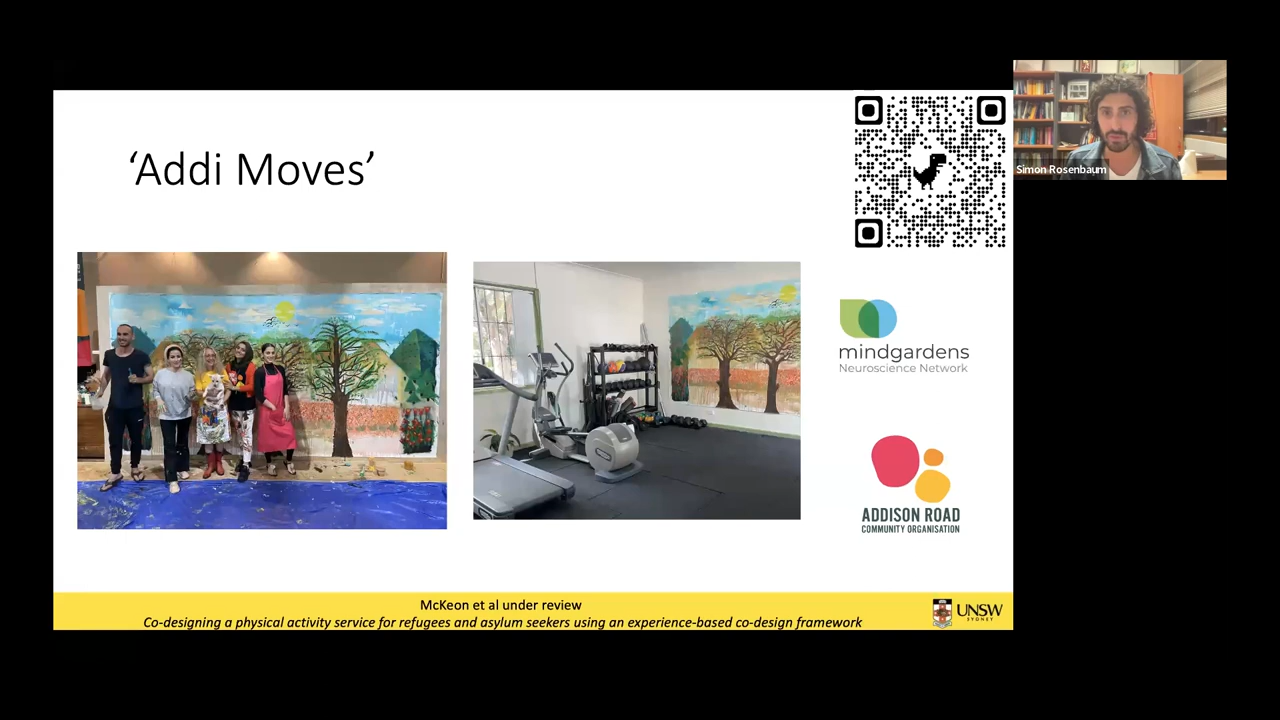 ‘Addi Moves’
Simon Rosenbaum
mindgardens
Neuroscience Network
ADDISON ROAD
COMMUNITY ORGANISATION
McKeon et al under review
Co-designing a physical activity service for refugees and asylum seekers using an experience-based co-design framework
UNSW
SYDNEY